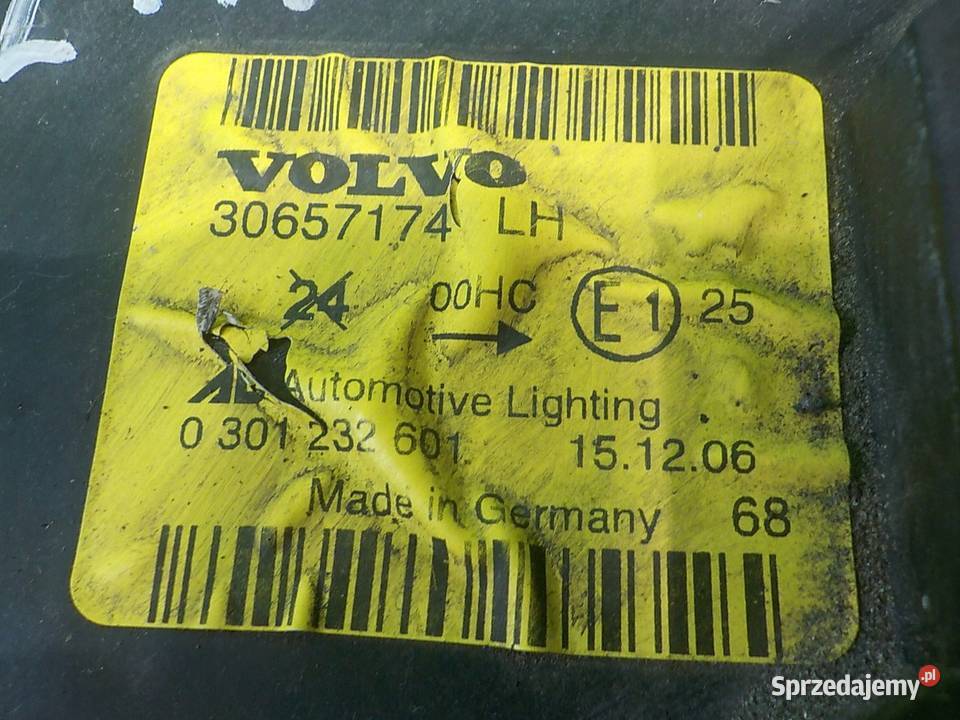 VOLVO
30657174 LH
24 00HC E1 25
AL Automotive Lighting
0 301 232 601 15.12.06
Made in Germany 68
Sprzedajemy.pl